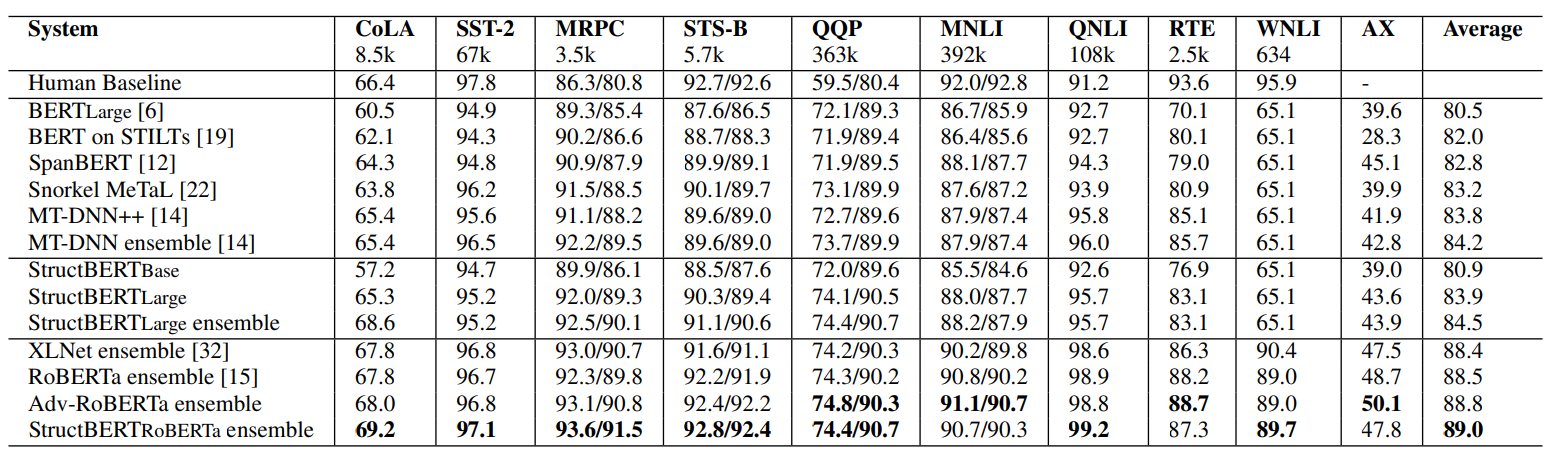 System CoLA SST-2 MRPC STS-B QQP MNLI QNLI RTE WNLI AX Average
8.5k 67k 3.5k 5.7k 363k 392k 108k 2.5k 634
Human Baseline 66.4 97.8 86.3/80.8 92.7/92.6 59.5/80.4 92.0/92.8 91.2 93.6 95.9 -
BERTLarge [6] 60.5 94.9 89.3/85.4 87.6/86.5 72.1/89.3 86.7/85.9 92.7 70.1 65.1 39.6 80.5
BERT on STILTs [19] 62.1 94.3 90.2/86.6 88.7/88.3 71.9/89.4 86.4/85.6 92.7 80.1 65.1 28.3 82.0
SpanBERT [12] 64.3 94.8 90.9/87.9 89.9/89.1 71.9/89.5 88.1/87.7 94.3 79.0 65.1 45.1 82.8
Snorkel MeTaL [22] 63.8 96.2 91.5/88.5 90.1/89.7 73.1/89.9 87.6/87.2 93.9 80.9 65.1 39.9 83.2
MT-DNN++ [14] 65.4 95.6 91.1/88.2 89.6/89.0 72.7/89.6 87.9/87.4 95.8 85.1 65.1 41.9 83.8
MT-DNN ensemble [14] 65.4 96.5 92.2/89.5 89.6/89.0 73.7/89.9 87.9/87.4 96.0 85.7 65.1 42.8 84.2
StructBERTBase 57.2 94.7 89.9/86.1 88.5/87.6 72.0/89.6 85.5/84.6 92.6 76.9 65.1 39.0 80.9
StructBERTLarge 65.3 95.2 92.0/89.3 90.3/89.4 74.1/90.5 88.0/87.7 95.7 83.1 65.1 43.6 83.9
StructBERTLarge ensemble 68.6 95.2 92.5/90.1 91.1/90.6 74.4/90.7 88.2/87.9 95.7 83.1 65.1 43.9 84.5
XLNet ensemble [32] 67.8 96.8 93.0/90.7 91.6/91.1 74.2/90.3 90.2/89.8 98.6 86.3 90.4 47.5 88.4
RoBERTa ensemble [15] 67.8 96.7 92.3/89.8 92.2/91.9 74.3/90.2 90.8/90.2 98.9 88.2 89.0 48.7 88.5
Adv-RoBERTa ensemble 68.0 96.8 93.1/90.8 92.4/92.2 74.8/90.3 91.1/90.7 98.8 88.7 89.0 50.1 88.8
StructBERTRoBERTa ensemble 69.2 97.1 93.6/91.5 92.8/92.4 74.4/90.7 90.7/90.3 99.2 87.3 89.7 47.8 89.0